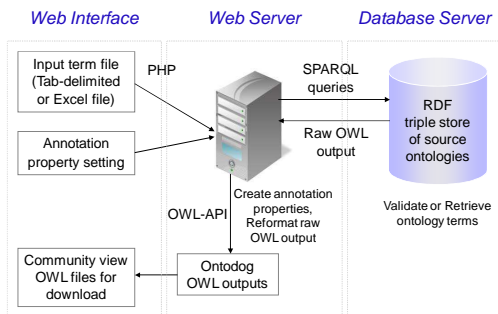 Web Interface
Web Server
Database Server
Input term file
(Tab-delimited
or Excel file)
PHP
Annotation
property setting
SPARQL
queries
Raw OWL
output
RDF
triple store
of source
ontologies
Validate or Retrieve
ontology terms
OWL-API
Create annotation
properties,
Reformat raw
OWL output
Community view
OWL files for
download
Ontodog
OWL outputs